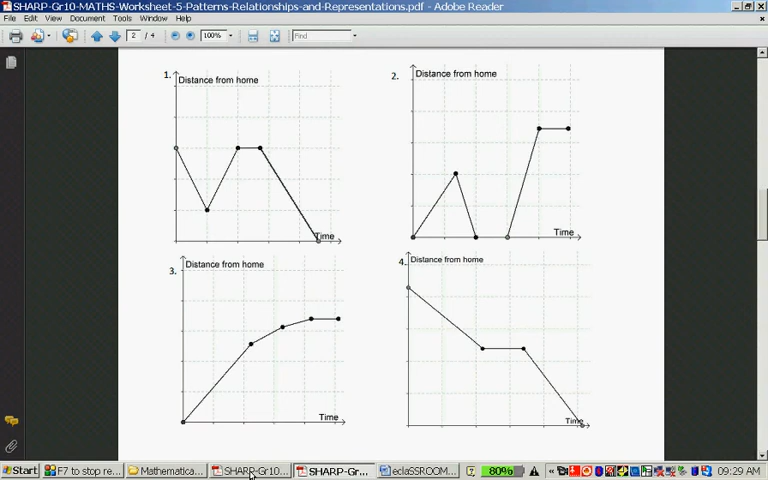 SHARP-Gr10-MATHS-Worksheet-5-Patterns-Relationships-and-Representations.pdf - Adobe Reader
File Edit View Document Tools Window Help
2 / 4 100% Find
1. Distance from home
Time
2. Distance from home
Time
3. Distance from home
Time
4. Distance from home
Time
Start F7 to stop re... Mathematica... SHARP-Gr10... SHARP-Gr... eclaSSROOM... 80% « 09:29 AM